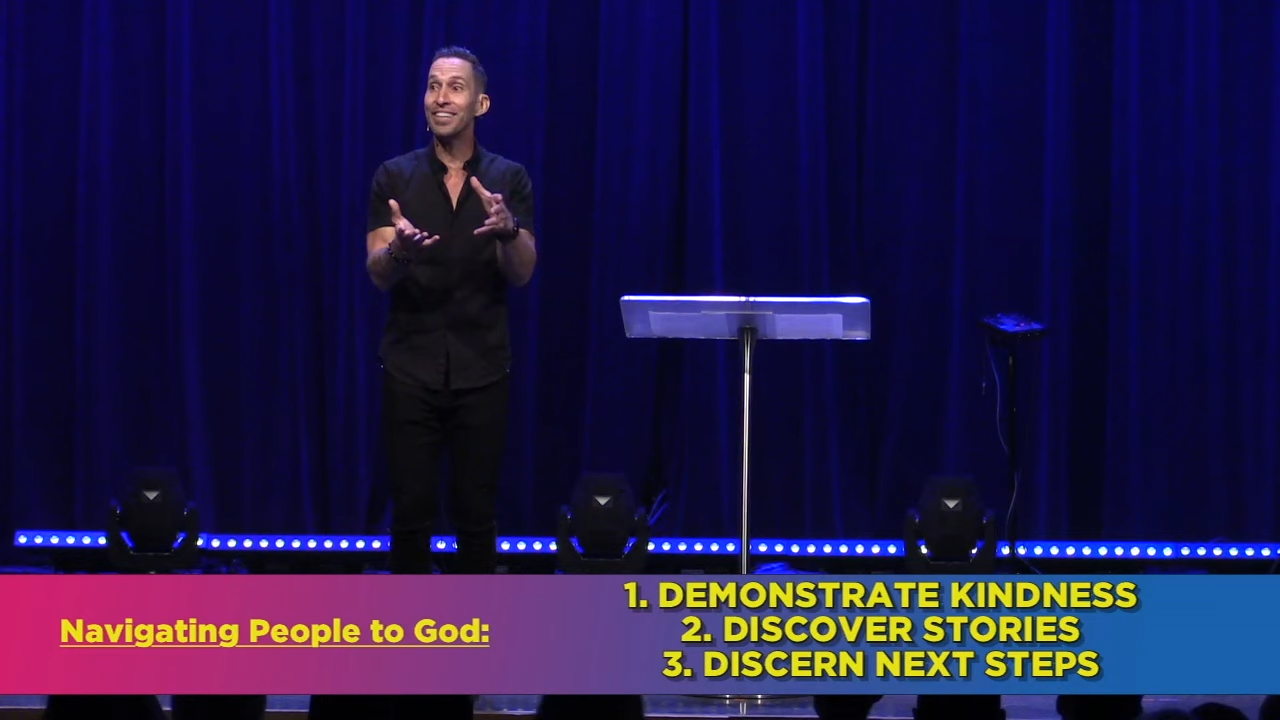 Navigating People to God:
1. DEMONSTRATE KINDNESS
2. DISCOVER STORIES
3. DISCERN NEXT STEPS